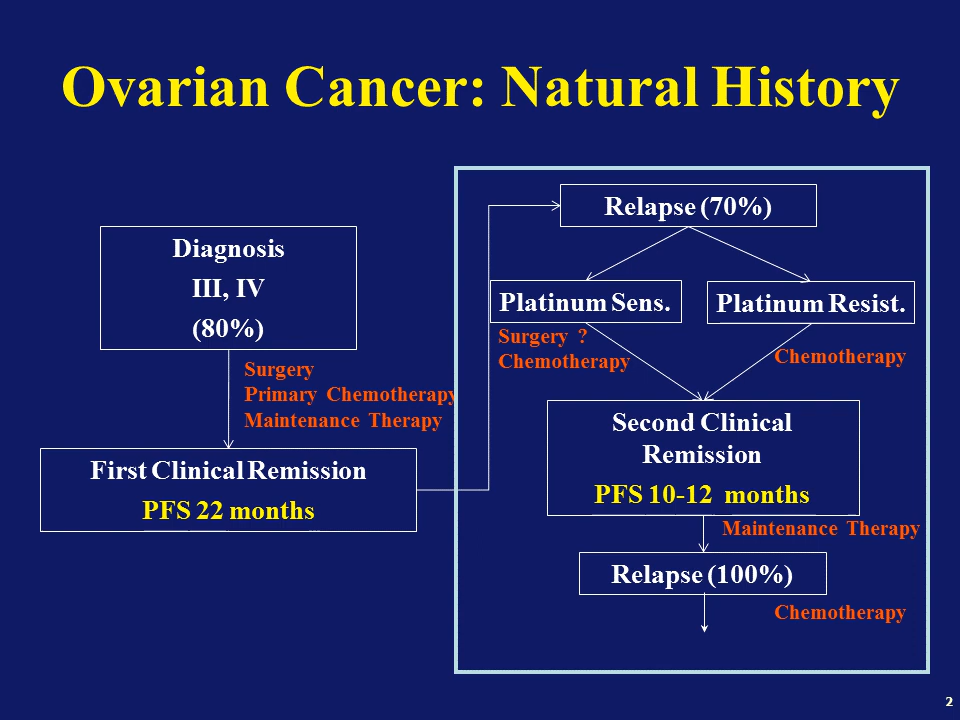 Ovarian Cancer: Natural History
Diagnosis
III, IV
(80%)
Surgery
Primary Chemotherapy
Maintenance Therapy
First Clinical Remission
PFS 22 months
Relapse (70%)
Platinum Sens.
Platinum Resist.
Surgery ?
Chemotherapy
Chemotherapy
Second Clinical
Remission
PFS 10-12 months
Maintenance Therapy
Relapse (100%)
Chemotherapy
2